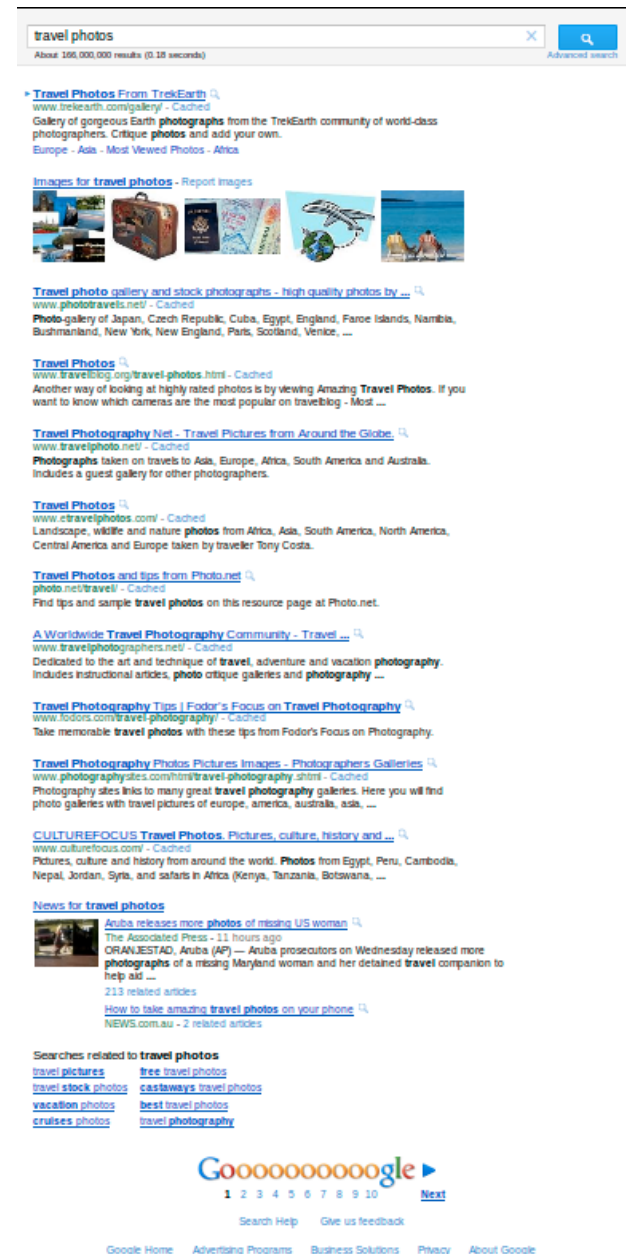 travel photos
About 166,000,000 results (0.18 seconds)
Advanced search
Travel Photos From TrekEarth
www.trekearth.com/gallery/ - Cached
Gallery of gorgeous Earth photographs from the TrekEarth community of world-class
photographers. Critique photos and add your own.
Europe - Asia - Most Viewed Photos - Africa
Images for travel photos - Report images
Travel photo gallery and stock photographs - high quality photos by ...
www.phototravels.net/ - Cached
Photo-gallery of Japan, Czech Republic, Cuba, Egypt, England, Faroe Islands, Namibia,
Bushmanland, New York, New England, Paris, Scotland, Venice, ...
Travel Photos
www.travelblog.org/travel-photos.html - Cached
Another way of looking at highly rated photos is by viewing Amazing Travel Photos. If you
want to know which cameras are the most popular on travelblog - Most ...
Travel Photography Net - Travel Pictures from Around the Globe.
www.travelphoto.net/ - Cached
Photographs taken on travels to Asia, Europe, Africa, South America and Australia.
Includes a guest gallery for other photographers.
Travel Photos
www.etravelphotos.com/ - Cached
Landscape, wildlife and nature photos from Africa, Asia, South America, North America,
Central America and Europe taken by traveller Tony Costa.
Travel Photos and tips from Photo.net
photo.net/travel/ - Cached
Find tips and sample travel photos on this resource page at Photo.net.
A Worldwide Travel Photography Community - Travel ...
www.travelphotographers.net/ - Cached
Dedicated to the art and technique of travel, adventure and vacation photography.
Includes instructional articles, photo critique galleries and photography ...
Travel Photography Tips | Fodor's Focus on Travel Photography
www.fodors.com/travel-photography/ - Cached
Take memorable travel photos with these tips from Fodor's Focus on Photography.
Travel Photography Photos Pictures Images - Photographers Galleries
www.photographysites.com/html/travel-photography.shtml - Cached
Photography sites links to many great travel photography galleries. Here you will find
photo galleries with travel pictures of europe, america, australia, asia, ...
CULTUREFOCUS Travel Photos. Pictures, culture, history and ...
www.culturefocus.com/ - Cached
Pictures, culture and history from around the world. Photos from Egypt, Peru, Cambodia,
Nepal, Jordan, Syria, and safaris in Africa (Kenya, Tanzania, Botswana, ...
News for travel photos
Aruba releases more photos of missing US woman
The Associated Press - 11 hours ago
ORANJESTAD, Aruba (AP) — Aruba prosecutors on Wednesday released more
photographs of a missing Maryland woman and her detained travel companion to
help aid ...
213 related articles
How to take amazing travel photos on your phone
NEWS.com.au - 2 related articles
Searches related to travel photos
travel pictures free travel photos
travel stock photos castaways travel photos
vacation photos best travel photos
cruises photos travel photography
Gooooooooooogle
1 2 3 4 5 6 7 8 9 10 Next
Search Help Give us feedback
Google Home Advertising Programs Business Solutions Privacy About Google